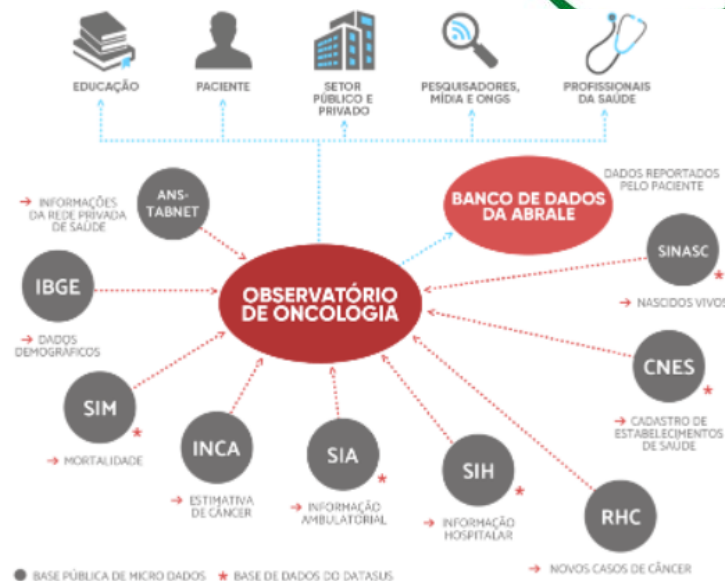 EDUCAÇÃO
PACIENTE
SETOR
PÚBLICO E
PRIVADO
PESQUISADORES,
MÍDIA E ONGS
PROFISSIONAIS
DA SAÚDE
→ INFORMAÇÕES
DA REDE PRIVADA
DE SAÚDE
ANS-
TABNET
BANCO DE DADOS
DA ABRALE
DADOS REPORTADOS
PELO PACIENTE
SINASC
*
→ NASCIDOS VIVOS
IBGE
→ DADOS
DEMOGRÁFICOS
OBSERVATÓRIO
DE ONCOLOGIA
CNES
*
→ CADASTRO DE
ESTABELECIMENTOS
DE SAÚDE
SIM
*
→ MORTALIDADE
INCA
→ ESTIMATIVA
DE CÂNCER
SIA
*
→ INFORMAÇÃO
AMBULATORIAL
SIH
*
→ INFORMAÇÃO
HOSPITALAR
RHC
→ NOVOS CASOS DE CÂNCER
● BASE PÚBLICA DE MICRO DADOS * BASE DE DADOS DO DATASUS